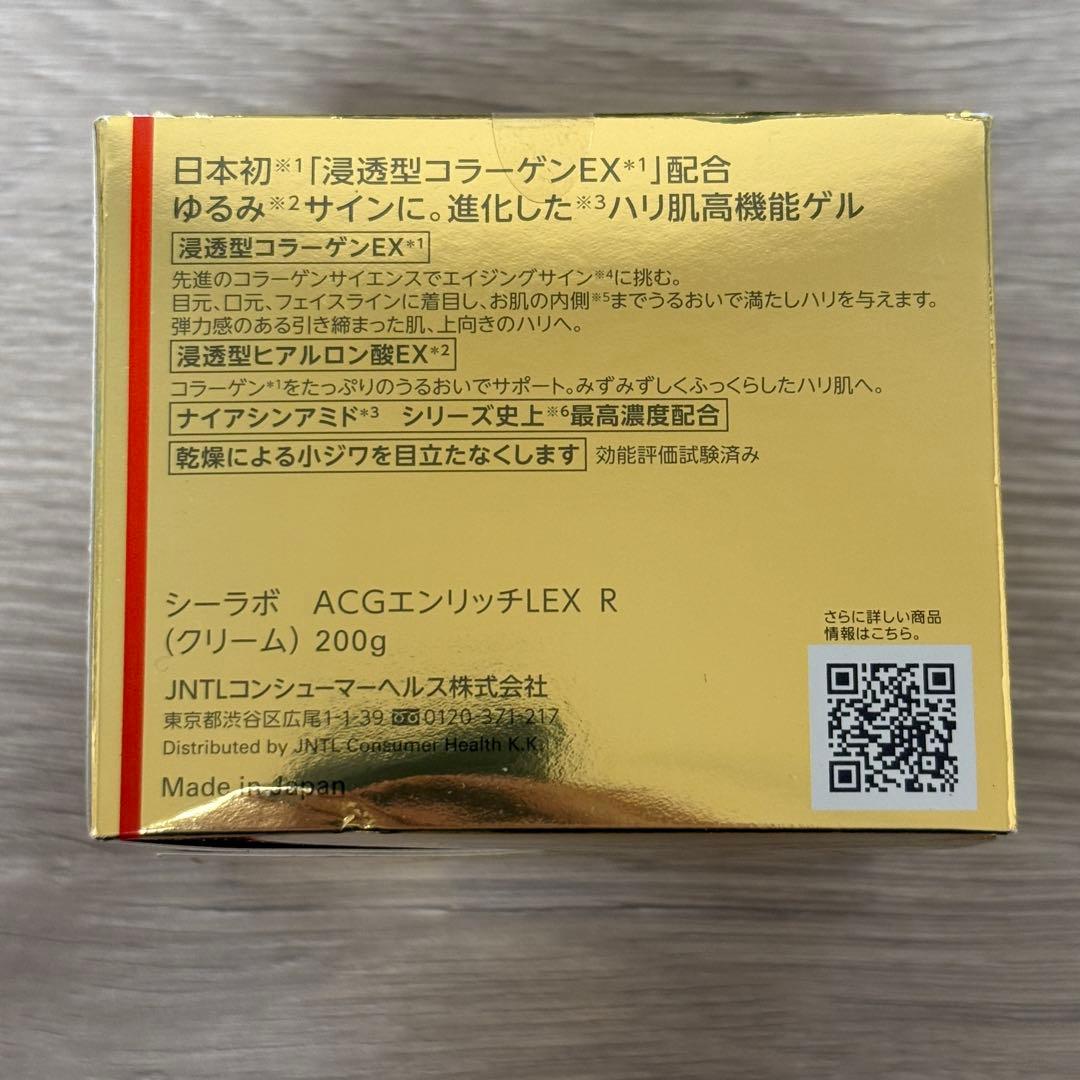 日本初※1「浸透型コラーゲンEX*1」配合
ゆるみ※2サインに。進化した※3ハリ肌高機能ゲル
浸透型コラーゲンEX*1
先進のコラーゲンサイエンスでエイジングサイン※4に挑む。
目元、口元、フェイスラインに着目し、お肌の内側※5までうるおいで満たしハリを与えます。
弾力感のある引き締まった肌、上向きのハリへ。
浸透型ヒアルロン酸EX*2
コラーゲン*1をたっぷりのうるおいでサポート。みずみずしくふっくらしたハリ肌へ。
ナイアシンアミド*3 シリーズ史上※6最高濃度配合
乾燥による小ジワを目立たなくします 効能評価試験済み
シーラボ ACGエンリッチLEX R
(クリーム) 200g
JNTLコンシューマーヘルス株式会社
東京都渋谷区広尾1-1-39 0120-371-217
Distributed by JNTL Consumer Health K.K.
Made in Japan
さらに詳しい商品
情報はこちら。